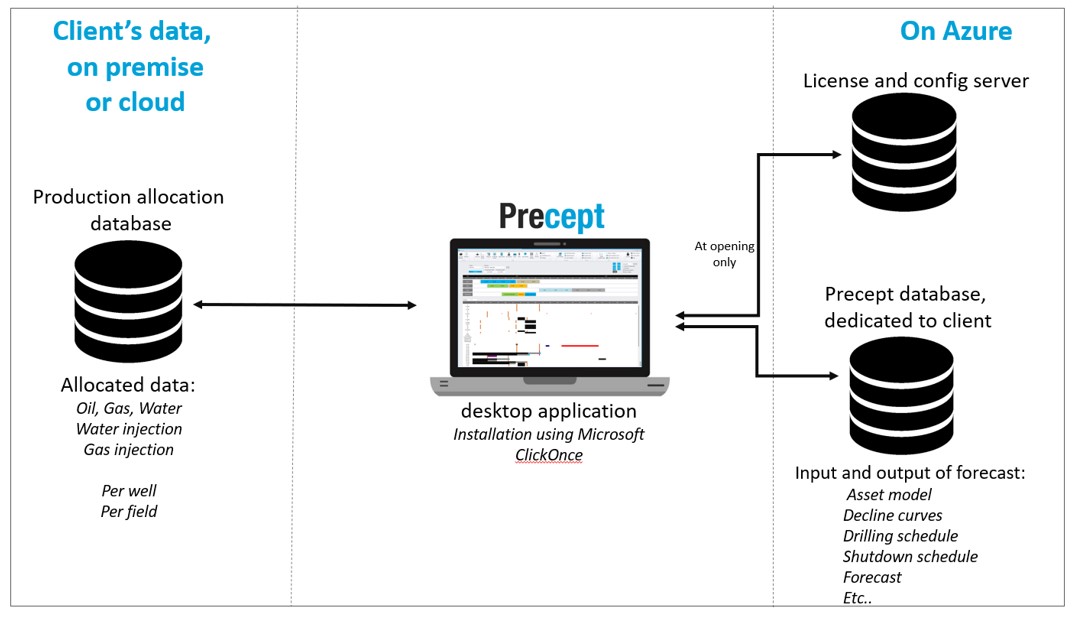 Client's data,
on premise
or cloud
Production allocation
database
Allocated data:
Oil, Gas, Water
Water injection
Gas injection
Per well
Per field
Precept
desktop application
Installation using Microsoft
ClickOnce
At opening
only
On Azure
License and config server
Precept database,
dedicated to client
Input and output of forecast:
Asset model
Decline curves
Drilling schedule
Shutdown schedule
Forecast
Etc..